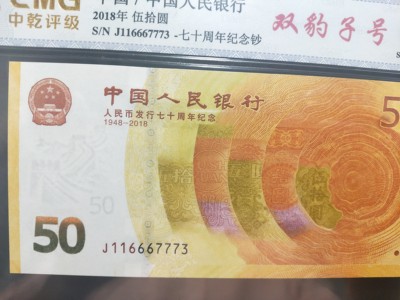 CMG
中乾评级
中国 / 中国人民银行
2018年 伍拾圆
S/N J116667773 -七十周年纪念钞
双豹子号
S
中国人民银行
人民币发行七十周年纪念
1948-2018
5
50
50
J116667773